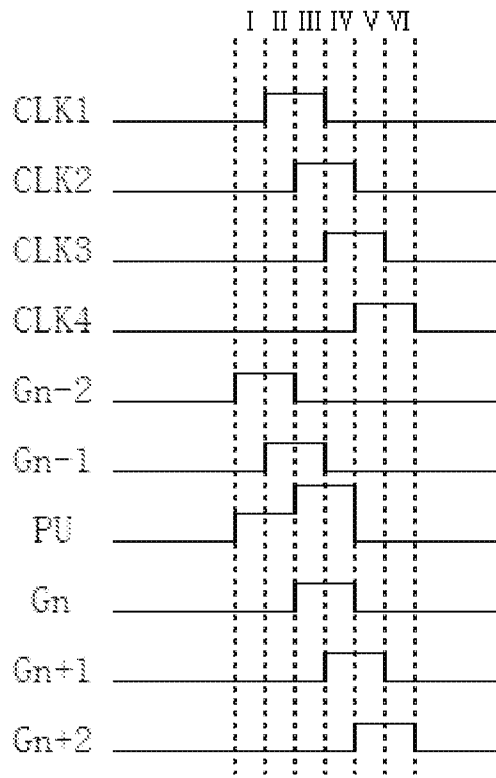 I II III IV V VI
CLK1
CLK2
CLK3
CLK4
Gn-2
Gn-1
PU
Gn
Gn+1
Gn+2